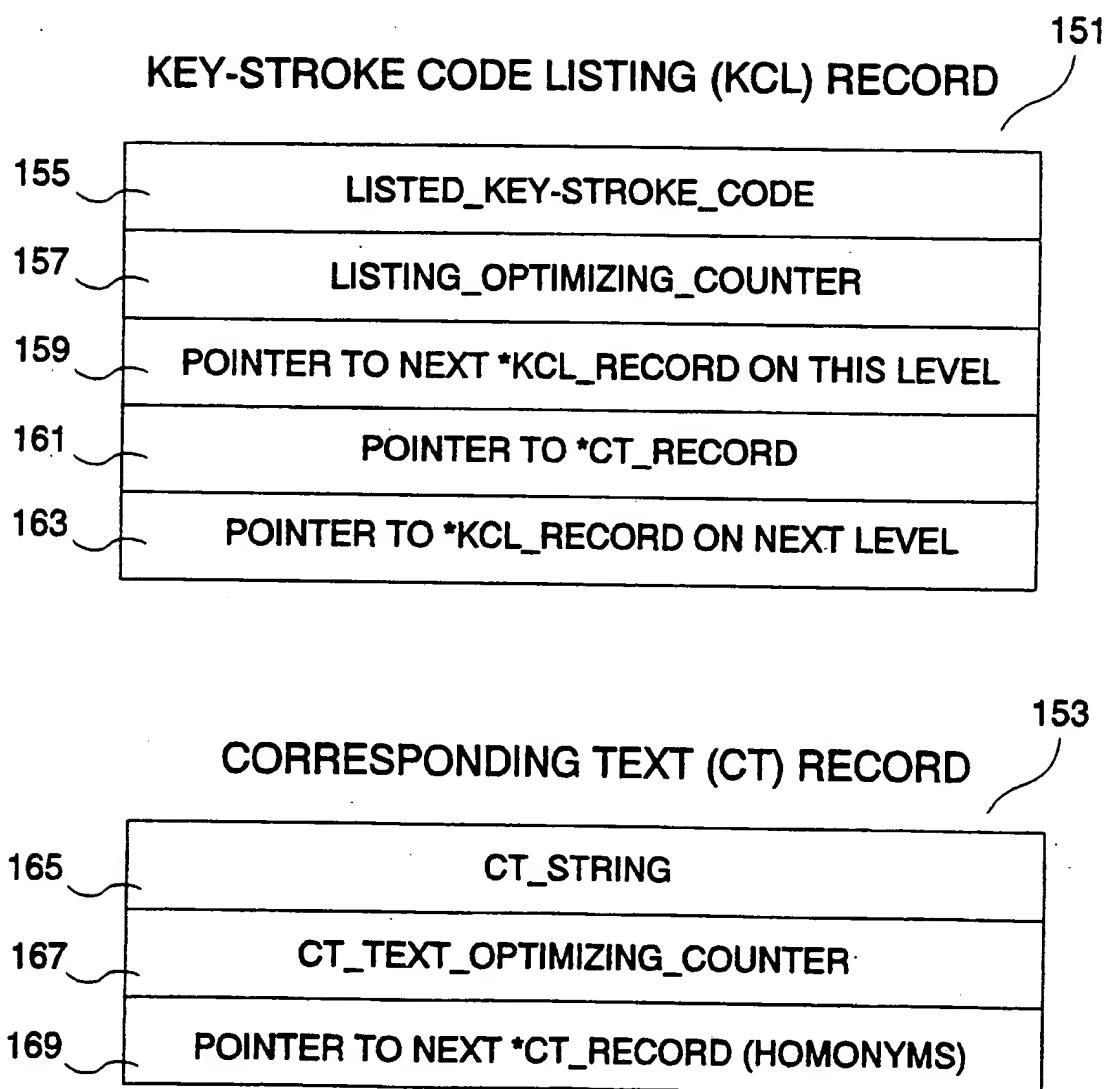 151
KEY-STROKE CODE LISTING (KCL) RECORD
155 LISTED_KEY-STROKE_CODE
157 LISTING_OPTIMIZING_COUNTER
159 POINTER TO NEXT *KCL_RECORD ON THIS LEVEL
161 POINTER TO *CT_RECORD
163 POINTER TO *KCL_RECORD ON NEXT LEVEL
153
CORRESPONDING TEXT (CT) RECORD
165 CT_STRING
167 CT_TEXT_OPTIMIZING_COUNTER
169 POINTER TO NEXT *CT_RECORD (HOMONYMS)